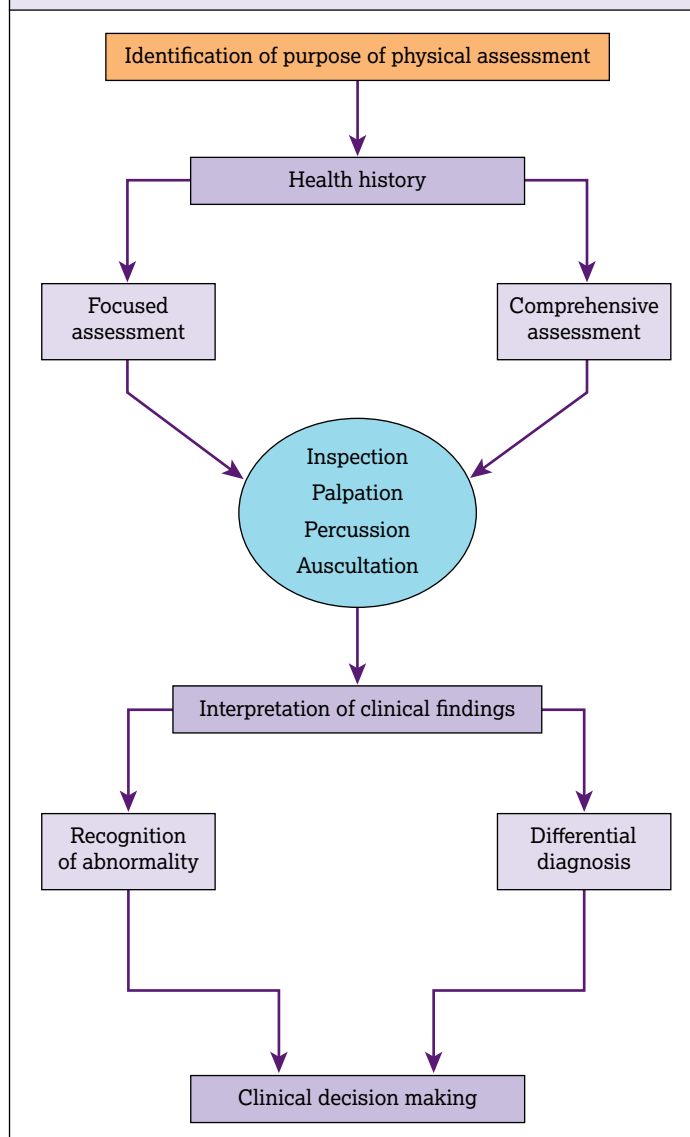 Identification of purpose of physical assessment
Health history
Focused
assessment
Comprehensive
assessment
Inspection
Palpation
Percussion
Auscultation
Interpretation of clinical findings
Recognition
of abnormality
Differential
diagnosis
Clinical decision making